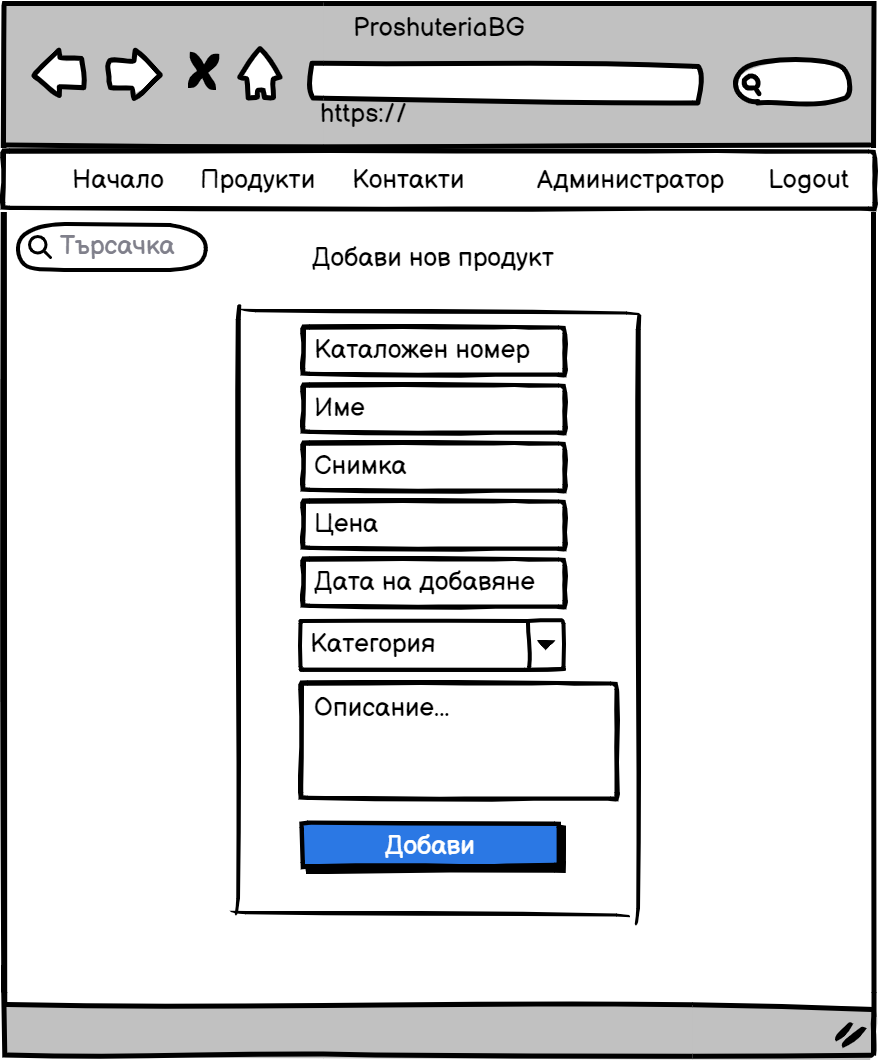 ProshuteriaBG
https://
Начало Продукти Контакти Администратор Logout
Търсачка
Добави нов продукт
Каталожен номер
Име
Снимка
Цена
Дата на добавяне
Категория
Описание...
Добави